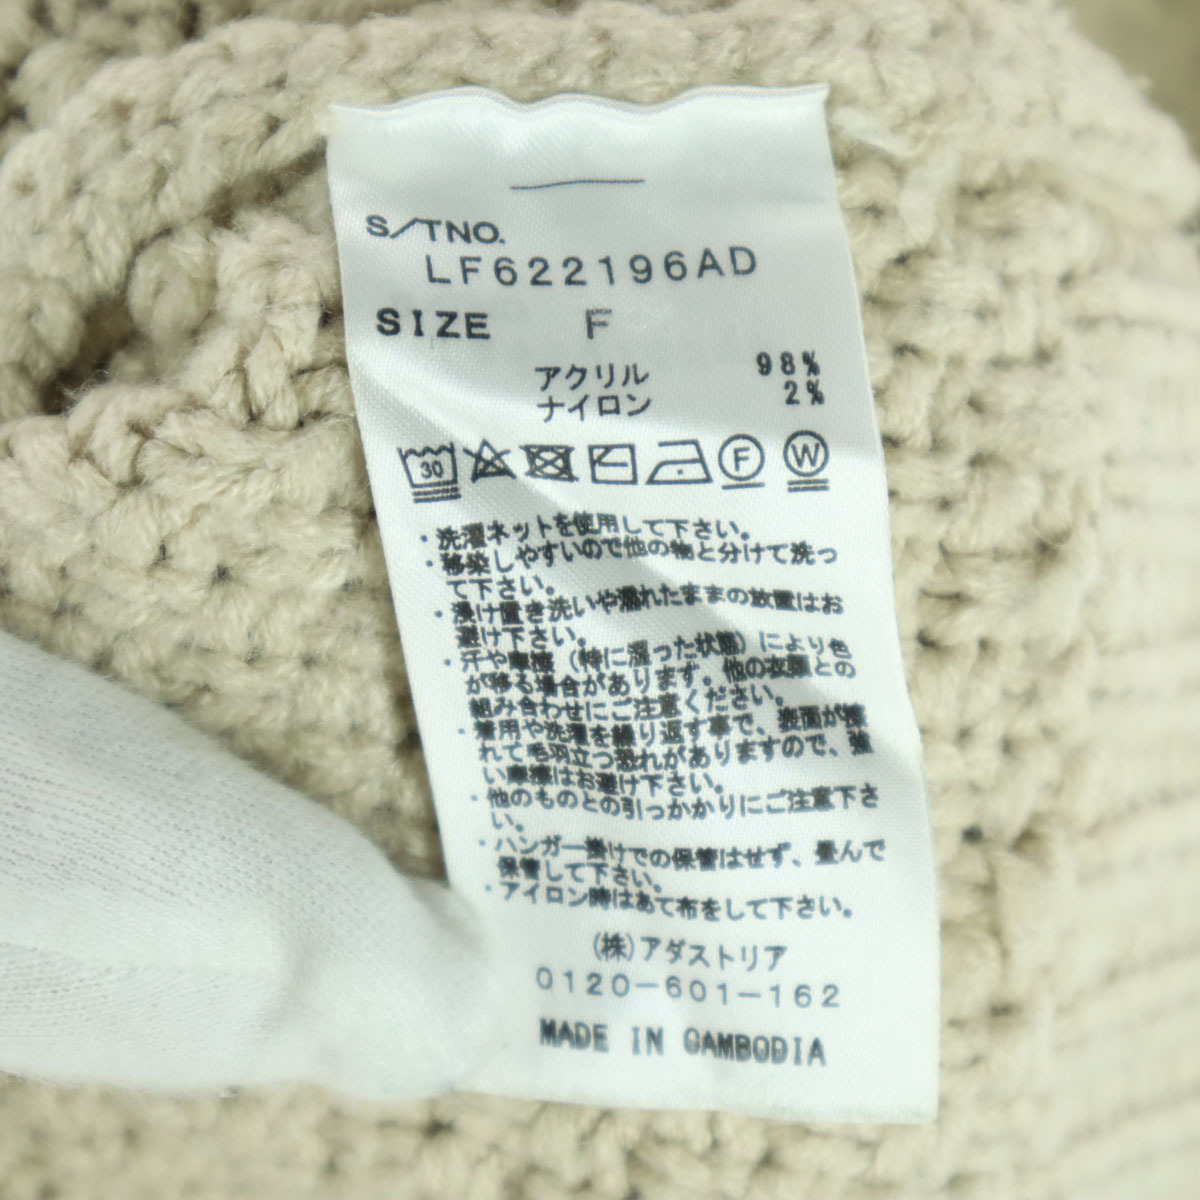 S/TNO.
LF622196AD
SIZE F
アクリル 98%
ナイロン 2%
30 F W
・洗濯ネットを使用して下さい。
・移染しやすいので他の物と分けて洗っ
て下さい。
・浸け置き洗いや濡れたままの放置はお
避け下さい。
・汗や摩擦(特に湿った状態)により色
が移る場合があります。他の衣類との
組み合わせにご注意ください。
・着用や洗濯を繰り返す事で、表面が擦
れて毛羽立つ恐れがありますので、強
い摩擦はお避け下さい。
・他のものとの引っかかりにご注意下さ
い。
・ハンガー掛けでの保管はせず、畳んで
保管して下さい。
・アイロン時はあて布をして下さい。
(株)アダストリア
0120-601-162
MADE IN CAMBODIA